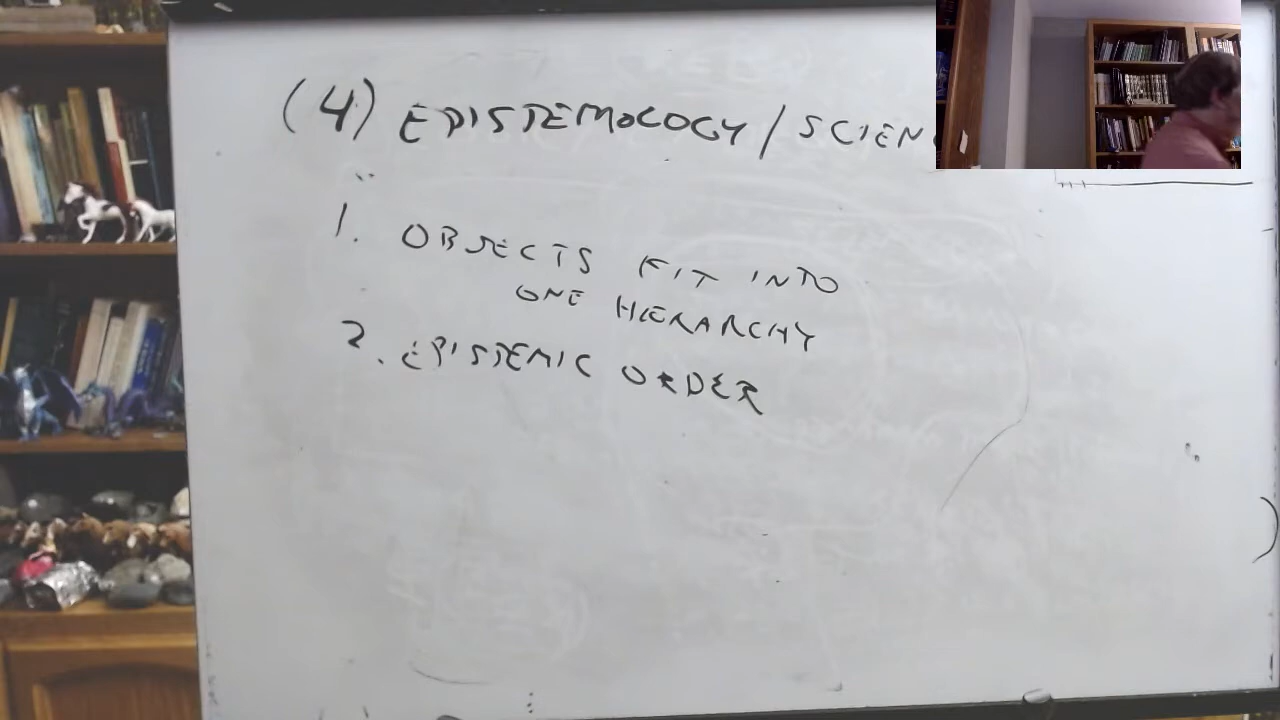 (4) EPISTEMOLOGY / SCIEN
1. OBJECTS FIT INTO
ONE HIERARCHY
2. EPISTEMIC ORDER